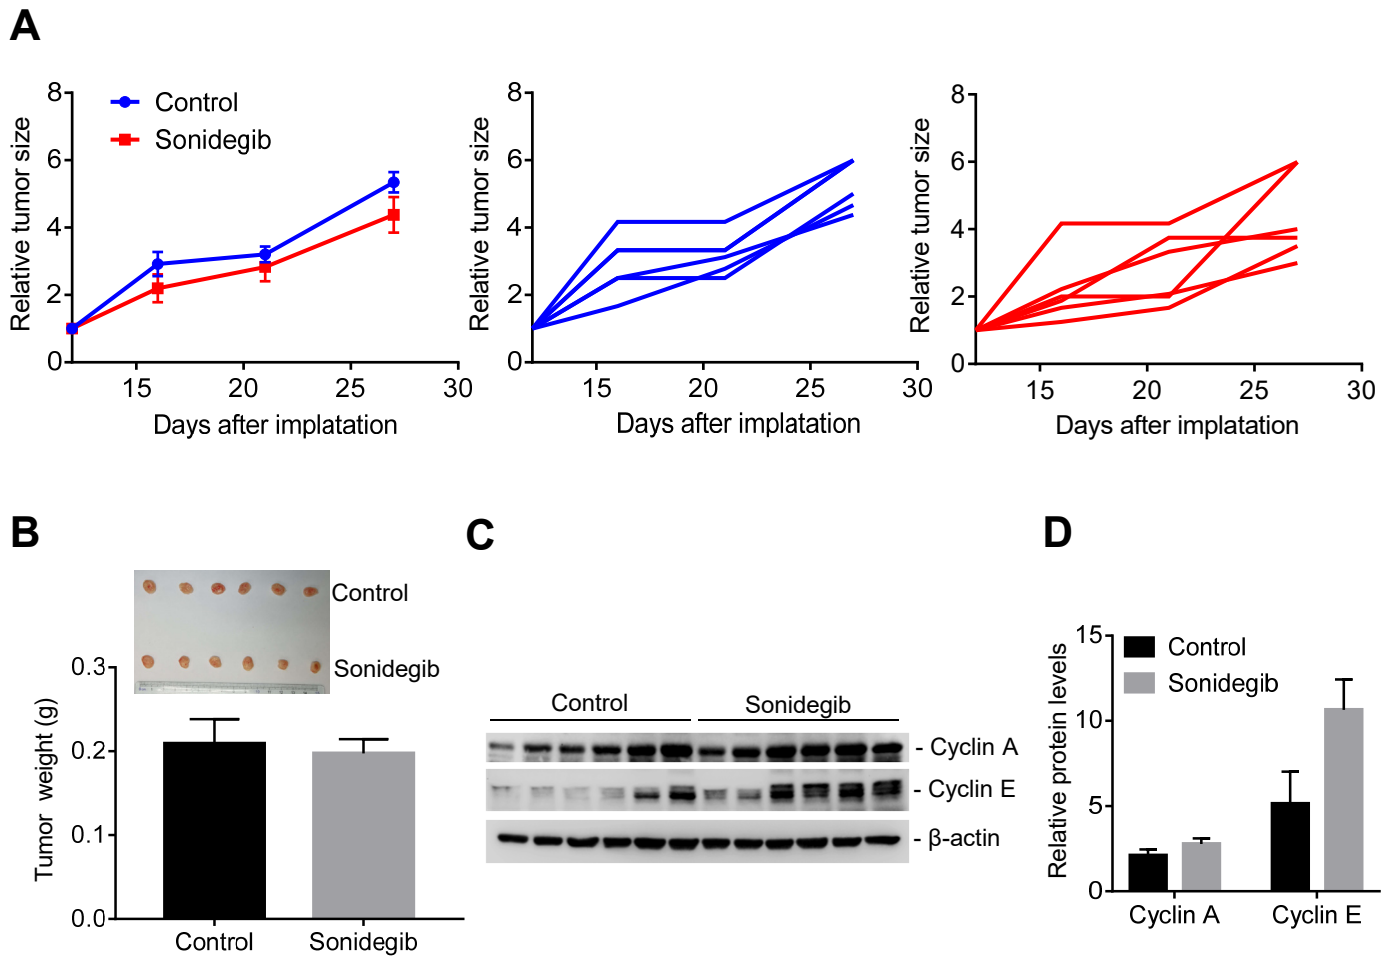 A
Relative tumor size
8
6
4
2
0
Control
Sonidegib
15 20 25 30
Days after implatation
Relative tumor size
8
6
4
2
0
15 20 25 30
Days after implatation
Relative tumor size
8
6
4
2
0
15 20 25 30
Days after implatation
B
Control
Sonidegib
Tumor weight (g)
0.3
0.2
0.1
0.0
Control Sonidegib
C
Control Sonidegib
- Cyclin A
- Cyclin E
- β-actin
D
Relative protein levels
15
10
5
0
Control
Sonidegib
Cyclin A Cyclin E